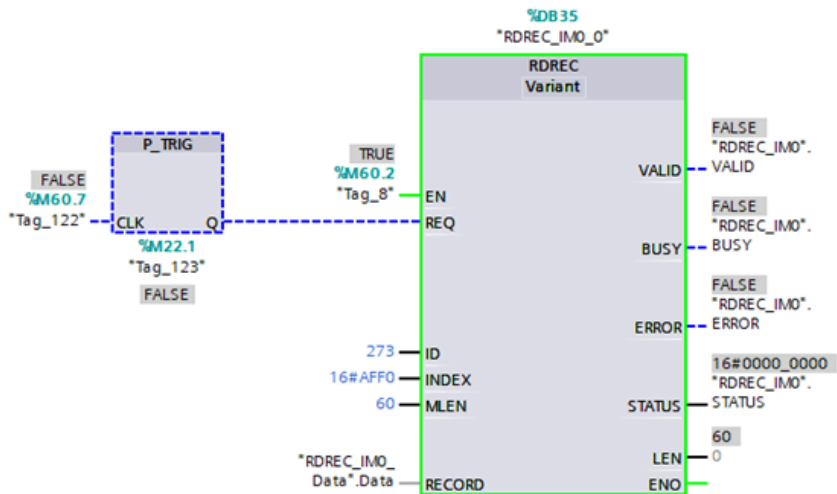 %DB35
"RDREC_IM0_0"
RDREC
Variant
P_TRIG
FALSE
%M60.7
"Tag_122"
CLK
Q
%M22.1
"Tag_123"
FALSE
TRUE
%M60.2
"Tag_8"
EN
REQ
273
ID
16#AFF0
INDEX
60
MLEN
"RDREC_IM0_
Data".Data
RECORD
FALSE
"RDREC_IM0".
VALID
VALID
FALSE
"RDREC_IM0".
BUSY
BUSY
FALSE
"RDREC_IM0".
ERROR
ERROR
16#0000_0000
"RDREC_IM0".
STATUS
STATUS
60
LEN
0
ENO